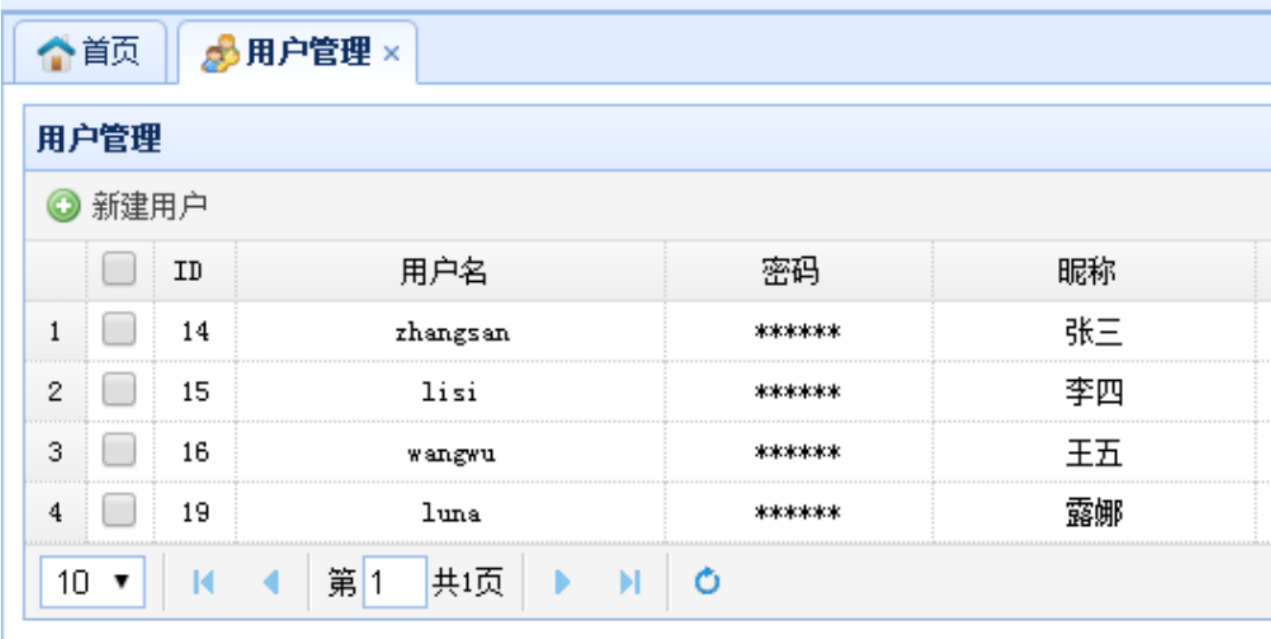 首页 用户管理 ×
用户管理
新建用户
ID 用户名 密码 昵称
1 14 zhangsan ****** 张三
2 15 lisi ****** 李四
3 16 wangwu ****** 王五
4 19 luna ****** 露娜
10 第 1 共1页